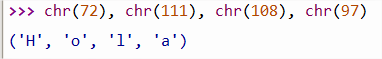 >>> chr(72), chr(111), chr(108), chr(97)
('H', 'o', 'l', 'a')